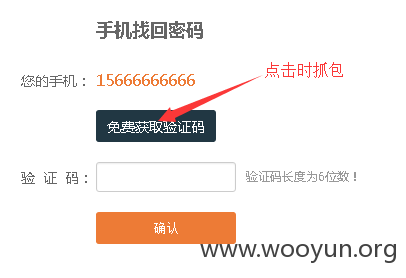 手机找回密码
您的手机： 15666666666
点击时抓包
免费获取验证码
验 证 码： 验证码长度为6位数！
确认
www.wooyun.org